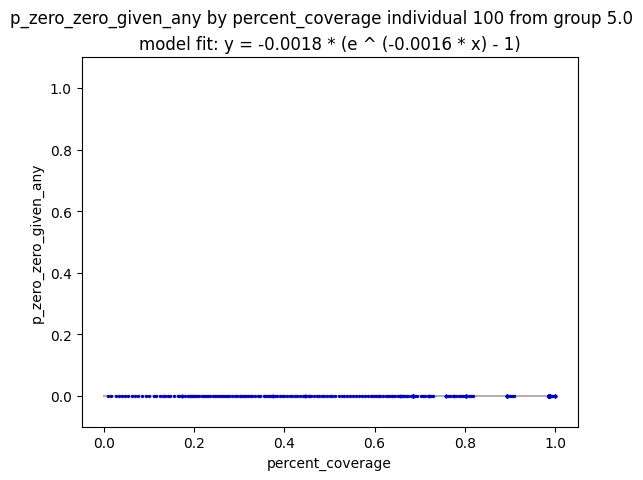 p_zero_zero_given_any by percent_coverage individual 100 from group 5.0
model fit: y = -0.0018 * (e ^ (-0.0016 * x) - 1)
1.0
0.8
0.6
0.4
0.2
0.0
p_zero_zero_given_any
0.0 0.2 0.4 0.6 0.8 1.0
percent_coverage